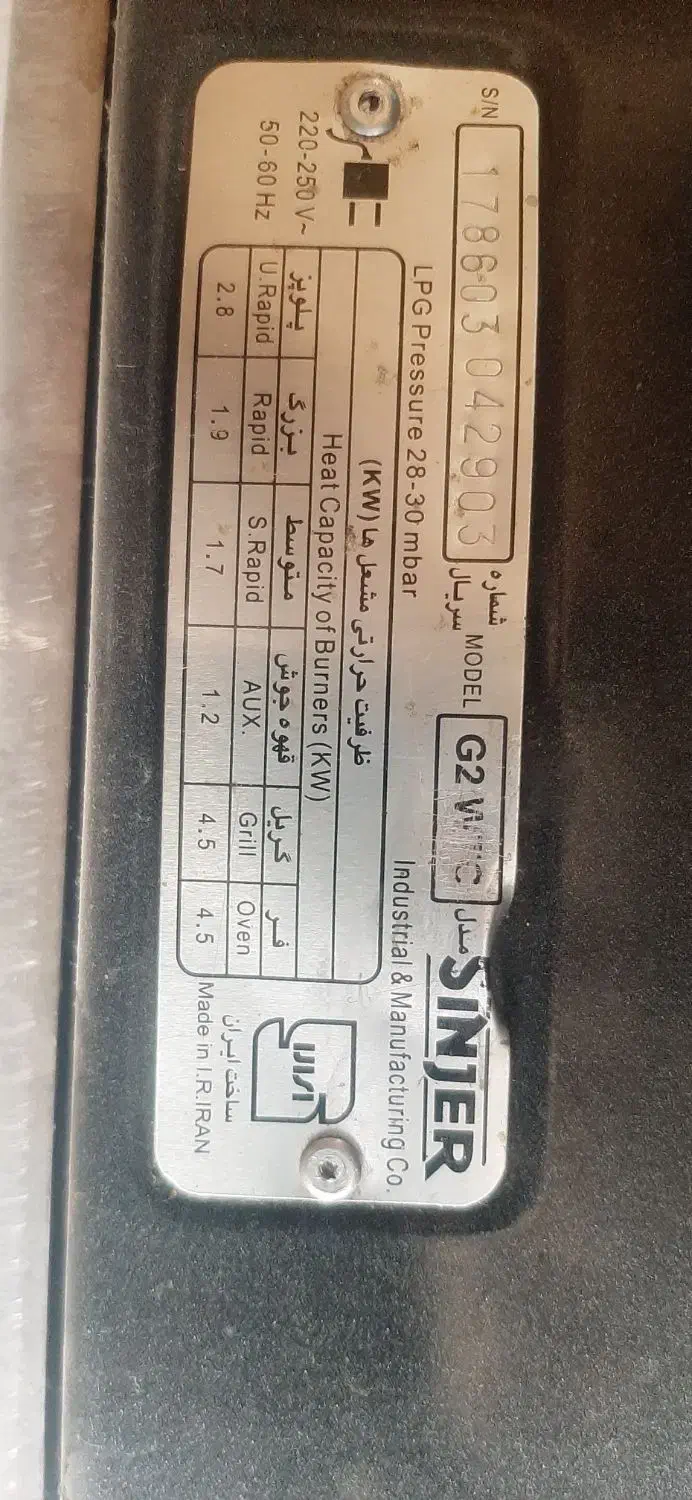 S/N 178603042903 شماره سریال MODEL G2 مدل SINJER
LPG Pressure 28-30 mbar Industrial & Manufacturing Co.
220-250 V~
50-60 Hz
ظرفیت حرارتی مشعل ها (KW)
Heat Capacity of Burners (KW)
پلوپز بزرگ متوسط قهوه جوش گریل فر
U.Rapid Rapid S.Rapid AUX. Grill Oven
2.8 1.9 1.7 1.2 4.5 4.5
ساخت ایران
Made in I.R.IRAN